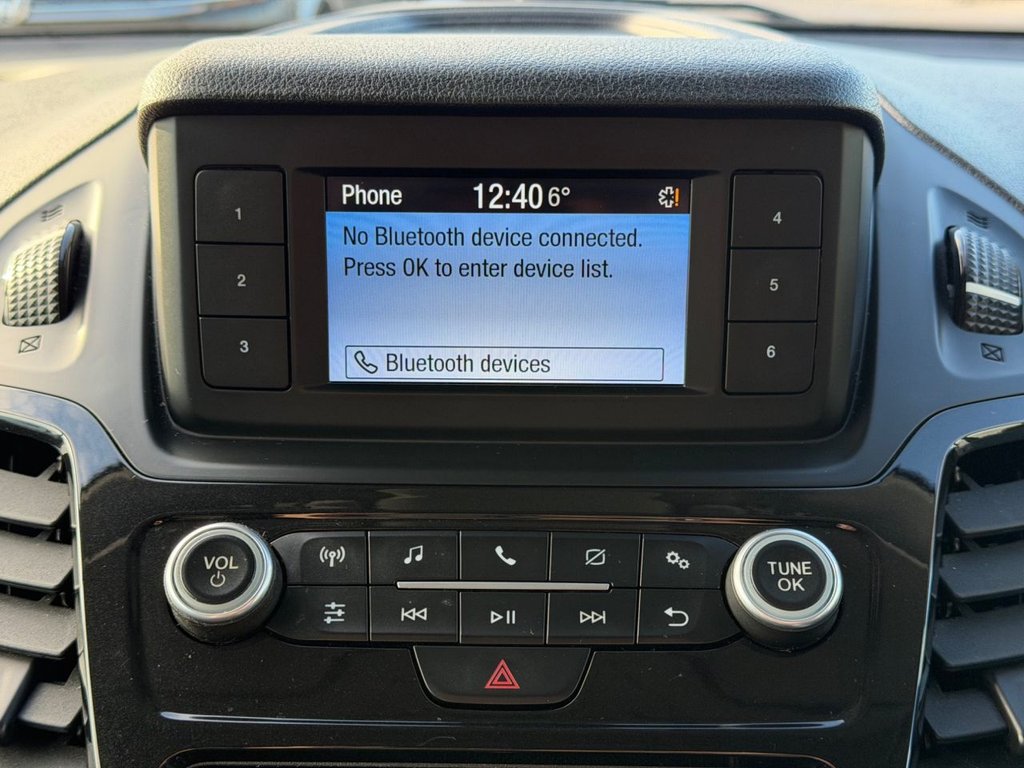 Phone 12:40 6°
No Bluetooth device connected.
Press OK to enter device list.
Bluetooth devices
1
2
3
4
5
6
VOL
TUNE
OK